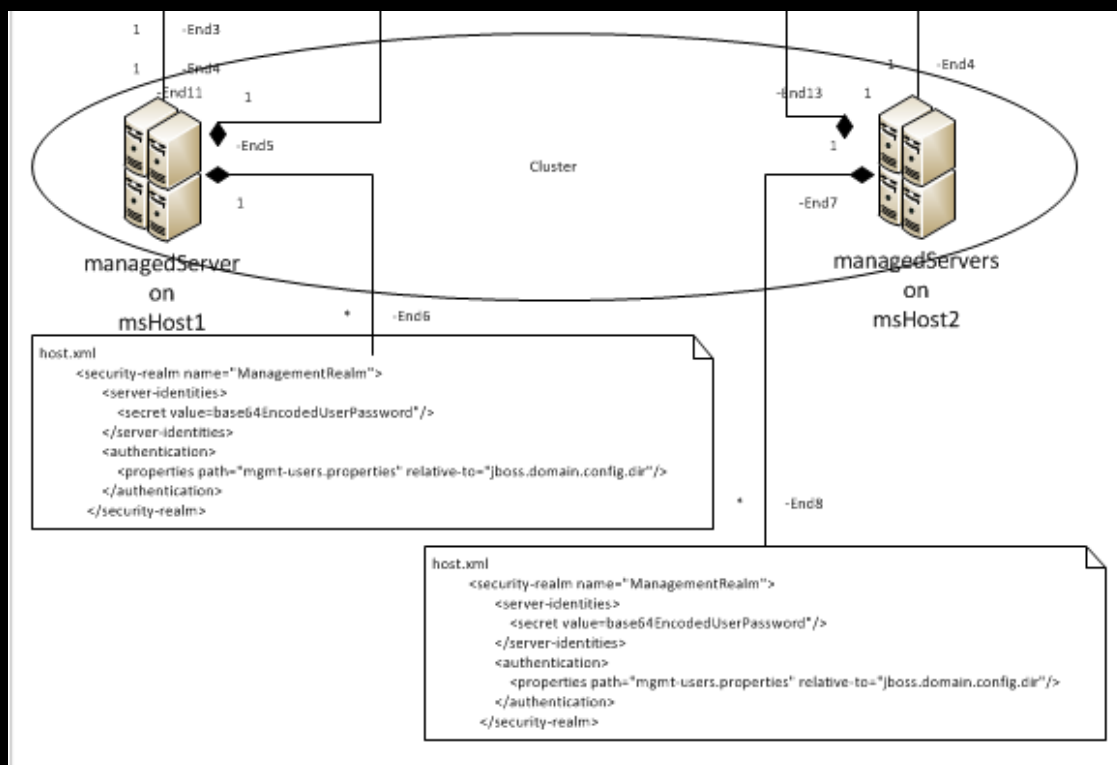 1 -End3
1 -End4
-End4
-End11 1
-End13 1
1
-End5
Cluster
1
1
-End7
managedServer
on
msHost1
managedServers
on
msHost2
* -End6
host.xml
<security-realm name="ManagementRealm">
<server-identities>
<secret value=base64EncodedUserPassword"/>
</server-identities>
<authentication>
<properties path="mgmt-users.properties" relative-to="jboss.domain.config.dir"/>
</authentication>
</security-realm>
* -End8
host.xml
<security-realm name="ManagementRealm">
<server-identities>
<secret value=base64EncodedUserPassword"/>
</server-identities>
<authentication>
<properties path="mgmt-users.properties" relative-to="jboss.domain.config.dir"/>
</authentication>
</security-realm>